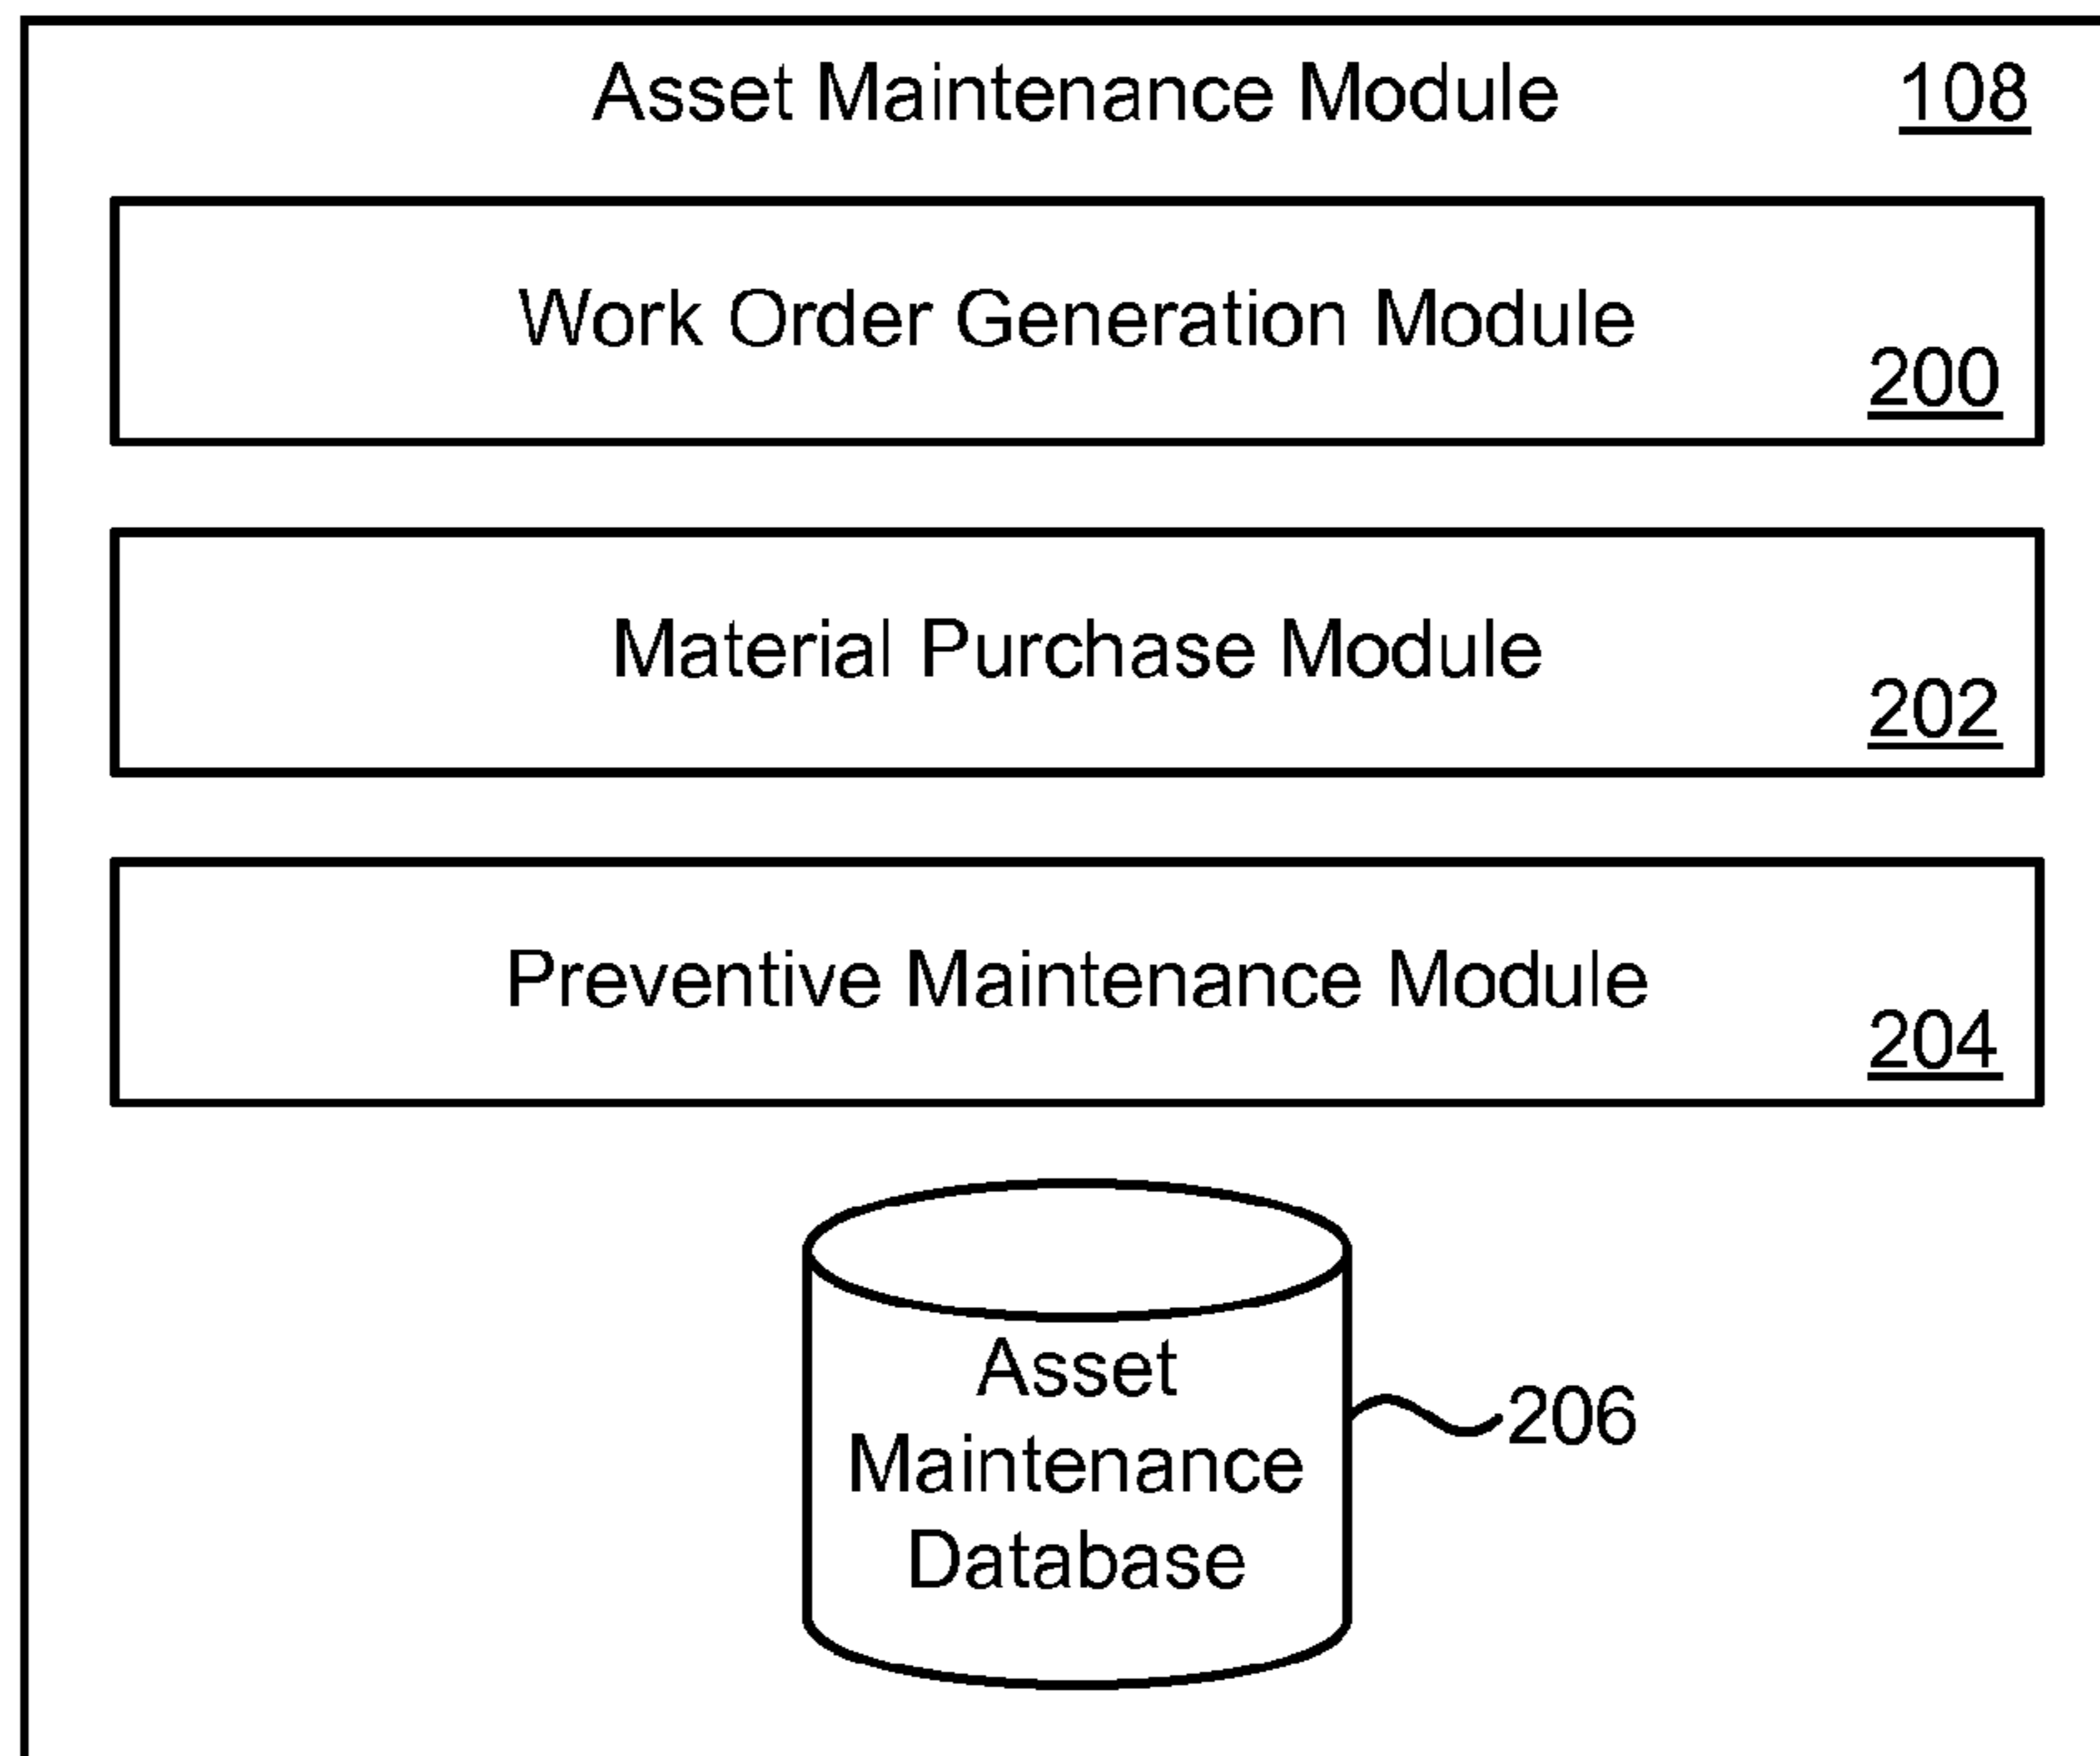 Asset Maintenance Module 108
Work Order Generation Module
200
Material Purchase Module
202
Preventive Maintenance Module
204
Asset
Maintenance
Database
206